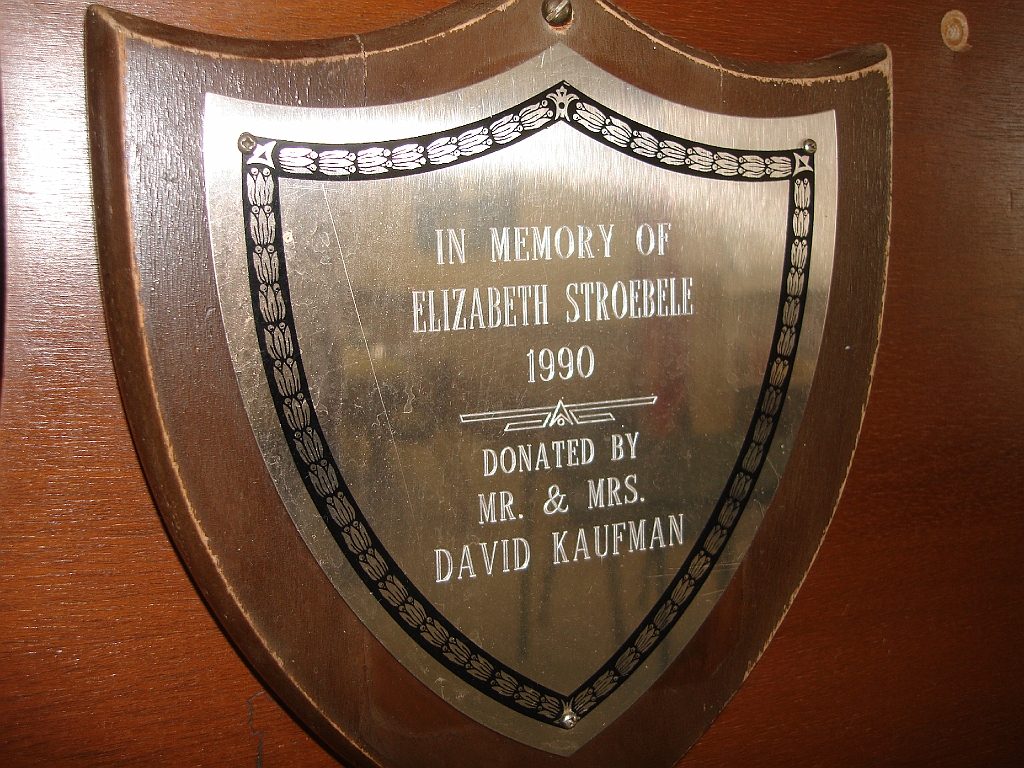 IN MEMORY OF
ELIZABETH STROEBELE
1990
DONATED BY
MR. & MRS.
DAVID KAUFMAN